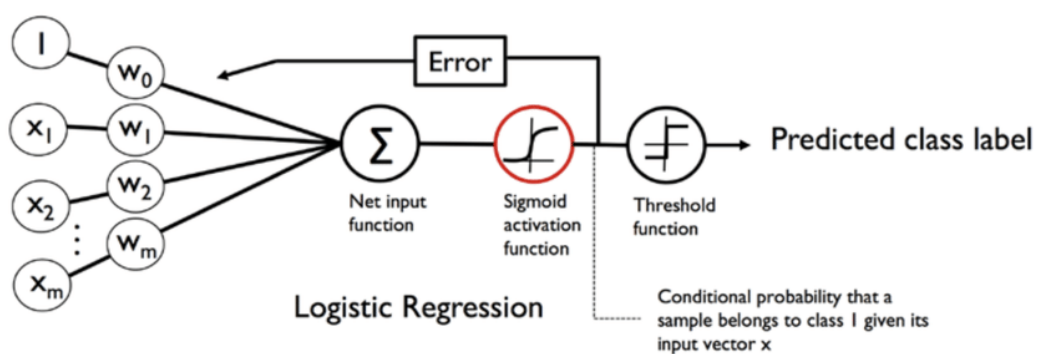 1
w0
Error
x1
w1
Σ
Predicted class label
x2
w2
Net input
function
Sigmoid
activation
function
Threshold
function
wm
xm
Logistic Regression
Conditional probability that a
sample belongs to class 1 given its
input vector x